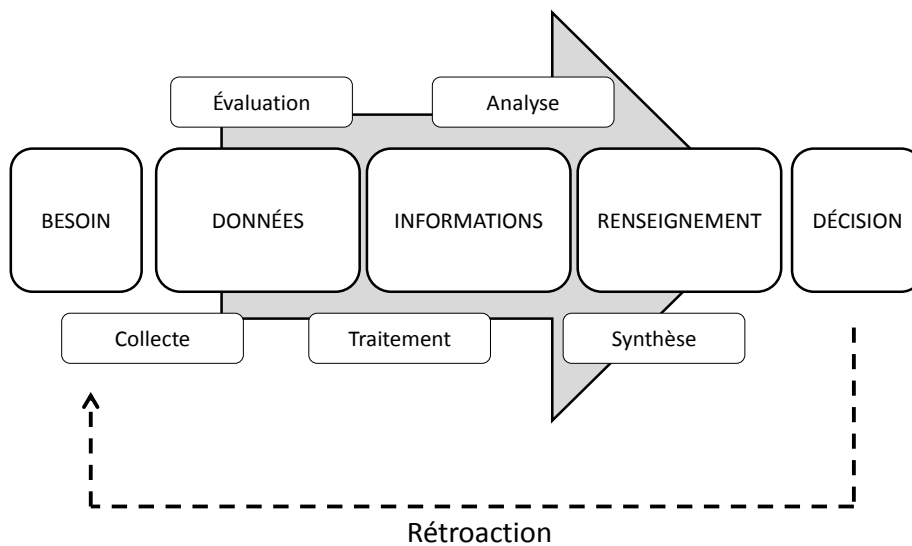 Évaluation
Analyse
BESOIN
DONNÉES
INFORMATIONS
RENSEIGNEMENT
DÉCISION
Collecte
Traitement
Synthèse
Rétroaction